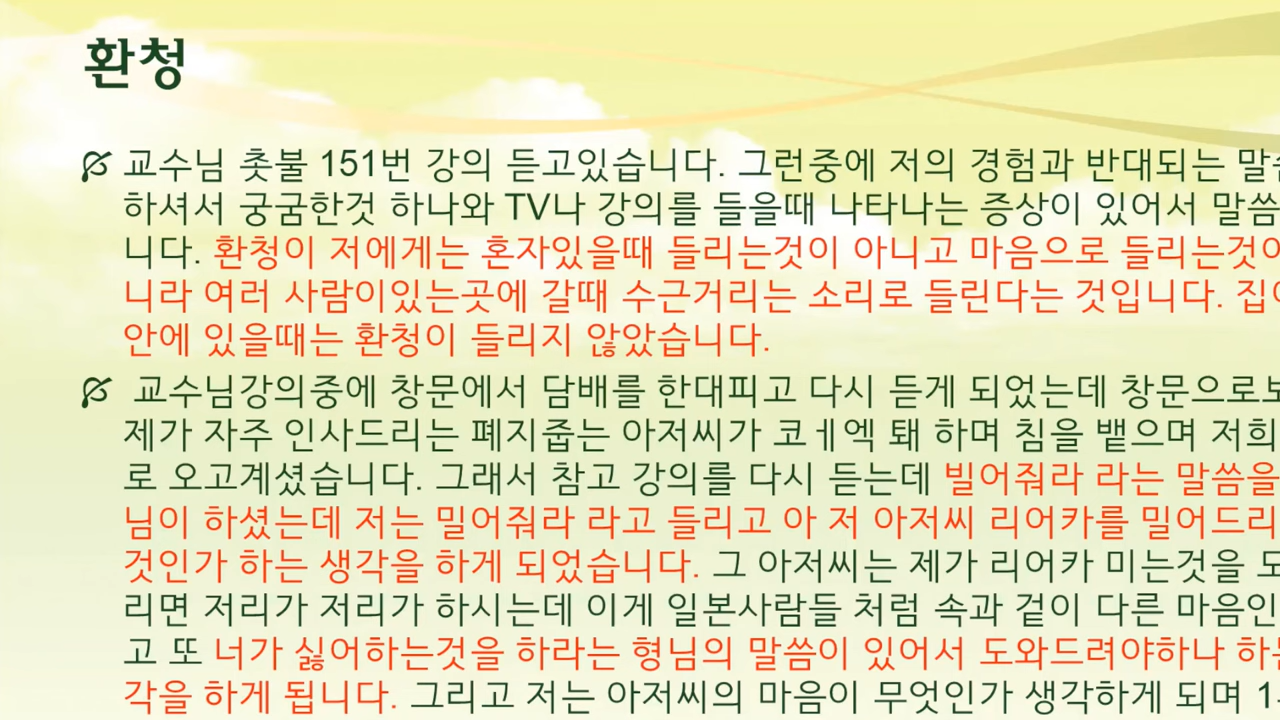 환청
교수님 촛불 151번 강의 듣고있습니다. 그런중에 저의 경험과 반대되는
하셔서 궁굼한것 하나와 TV나 강의를 들을때 나타나는 증상이 있어서 말씀
니다. 환청이 저에게는 혼자있을때 들리는것이 아니고 마음으로 들리는것이
니라 여러 사람이있는곳에 갈때 수근거리는 소리로 들린다는 것입니다.
안에 있을때는 환청이 들리지 않았습니다.
교수님강의중에 창문에서 담배를 한대피고 다시 듣게 되었는데
제가 자주 인사드리는 폐지줍는 아저씨가 코ㅔ엑 퇘 하며 침을 뱉으며 저희
로 오고계셨습니다. 그래서 참고 강의를 다시 듣는데 빌어줘라 라는 말씀을
님이 하셨는데 저는 밀어줘라 라고 들리고 아 저 아저씨 리어카를 밀어드리
것인가 하는 생각을 하게 되었습니다. 그 아저씨는 제가 리어카 미는것을
리면 저리가 저리가 하시는데 이게 일본사람들 처럼 속과 겉이 다른 마음인
고 또 너가 싫어하는것을 하라는 형님의 말씀이 있어서 도와드려야하나
각을 하게 됩니다. 그리고 저는 아저씨의 마음이 무엇인가 생각하게 되며